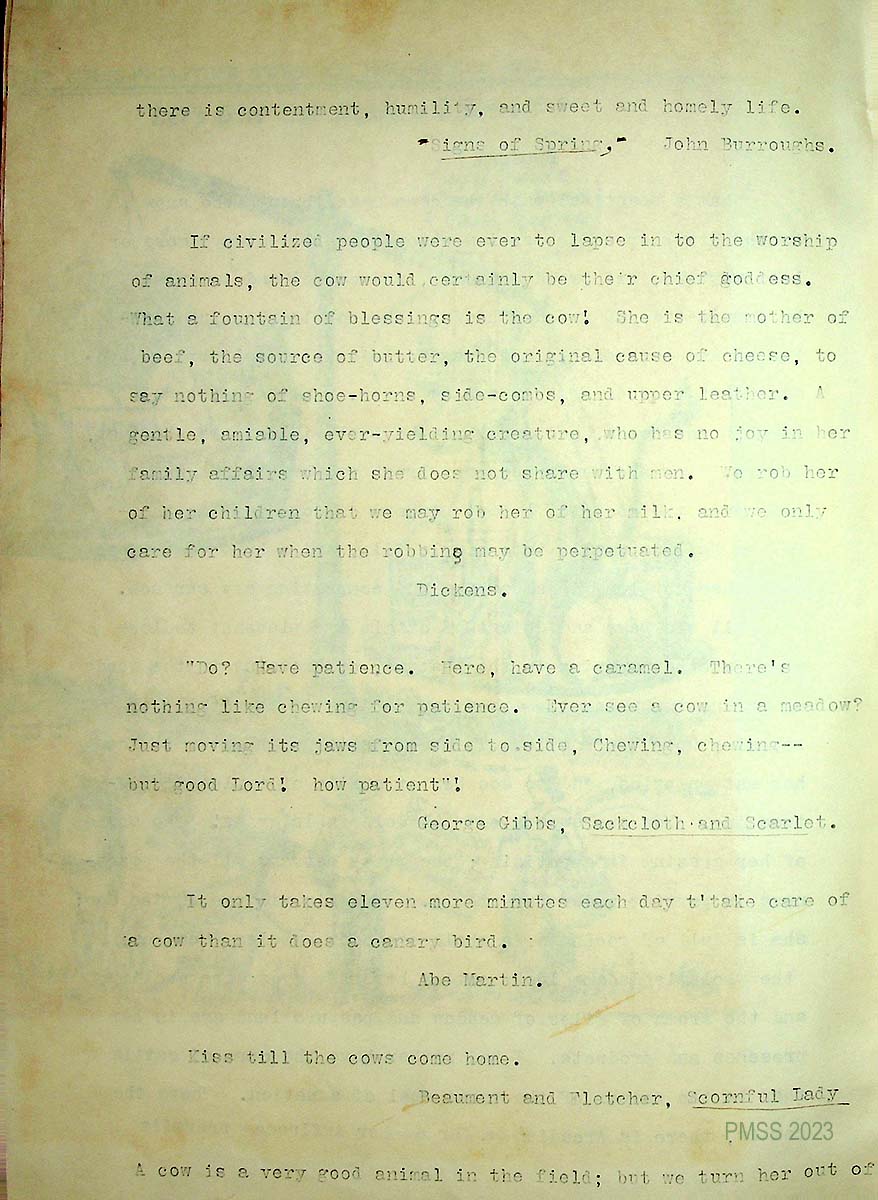 there is contentment, humility, and sweet and homely life.
"Signs of Spring," John Burroughs.
If civilized people were ever to lapse in to the worship
of animals, the cow would certainly be their chief goddess.
What a fountain of blessings is the cow! She is the mother of
beef, the source of butter, the original cause of cheese, to
say nothing of shoe-horns, side-combs, and upper leather. A
gentle, amiable, ever-yielding creature, who has no joy in her
family affairs which she does not share with men. We rob her
of her children that we may rob her of her milk, and we only
care for her when the robbing may be perpetuated.
Dickens.
"Do? Have patience. Here, have a caramel. There's
nothing like chewing for patience. Ever see a cow in a meadow?
Just moving its jaws from side to side, Chewing, chewing--
but good Lord! how patient"!
George Gibbs, Sackcloth and Scarlet.
It only takes eleven more minutes each day t'take care of
a cow than it does a canary bird.
Abe Martin.
Kiss till the cows come home.
Beaumont and Fletcher, Scornful Lady
PMSS 2023
A cow is a very good animal in the field; but we turn her out of